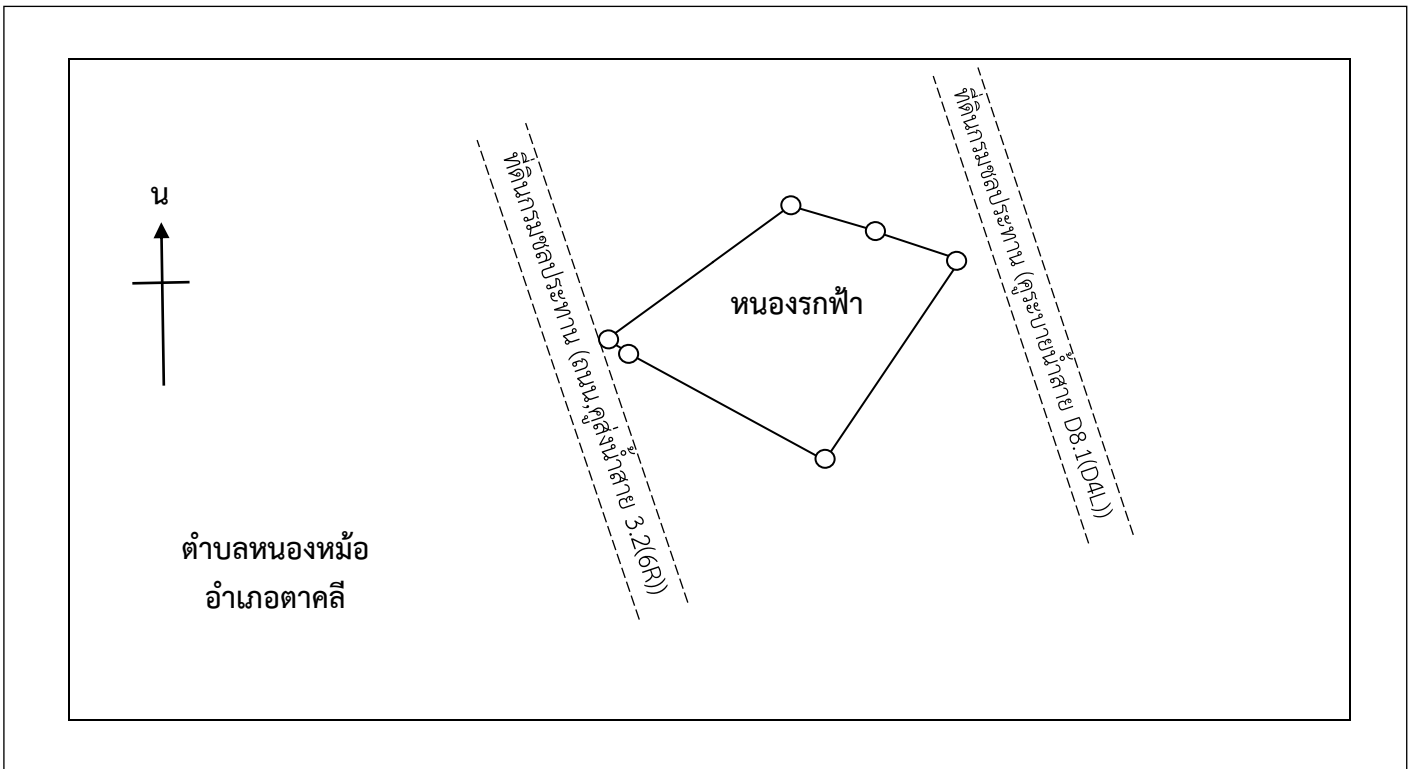 น
ที่ดินกรมชลประทาน (ถนน,คูส่งน้ำสาย 3.2(6R))
ที่ดินกรมชลประทาน (คูระบายน้ำสาย D8.1(D4L))
หนองรกฟ้า
ตำบลหนองหม้อ
อำเภอตาคลี